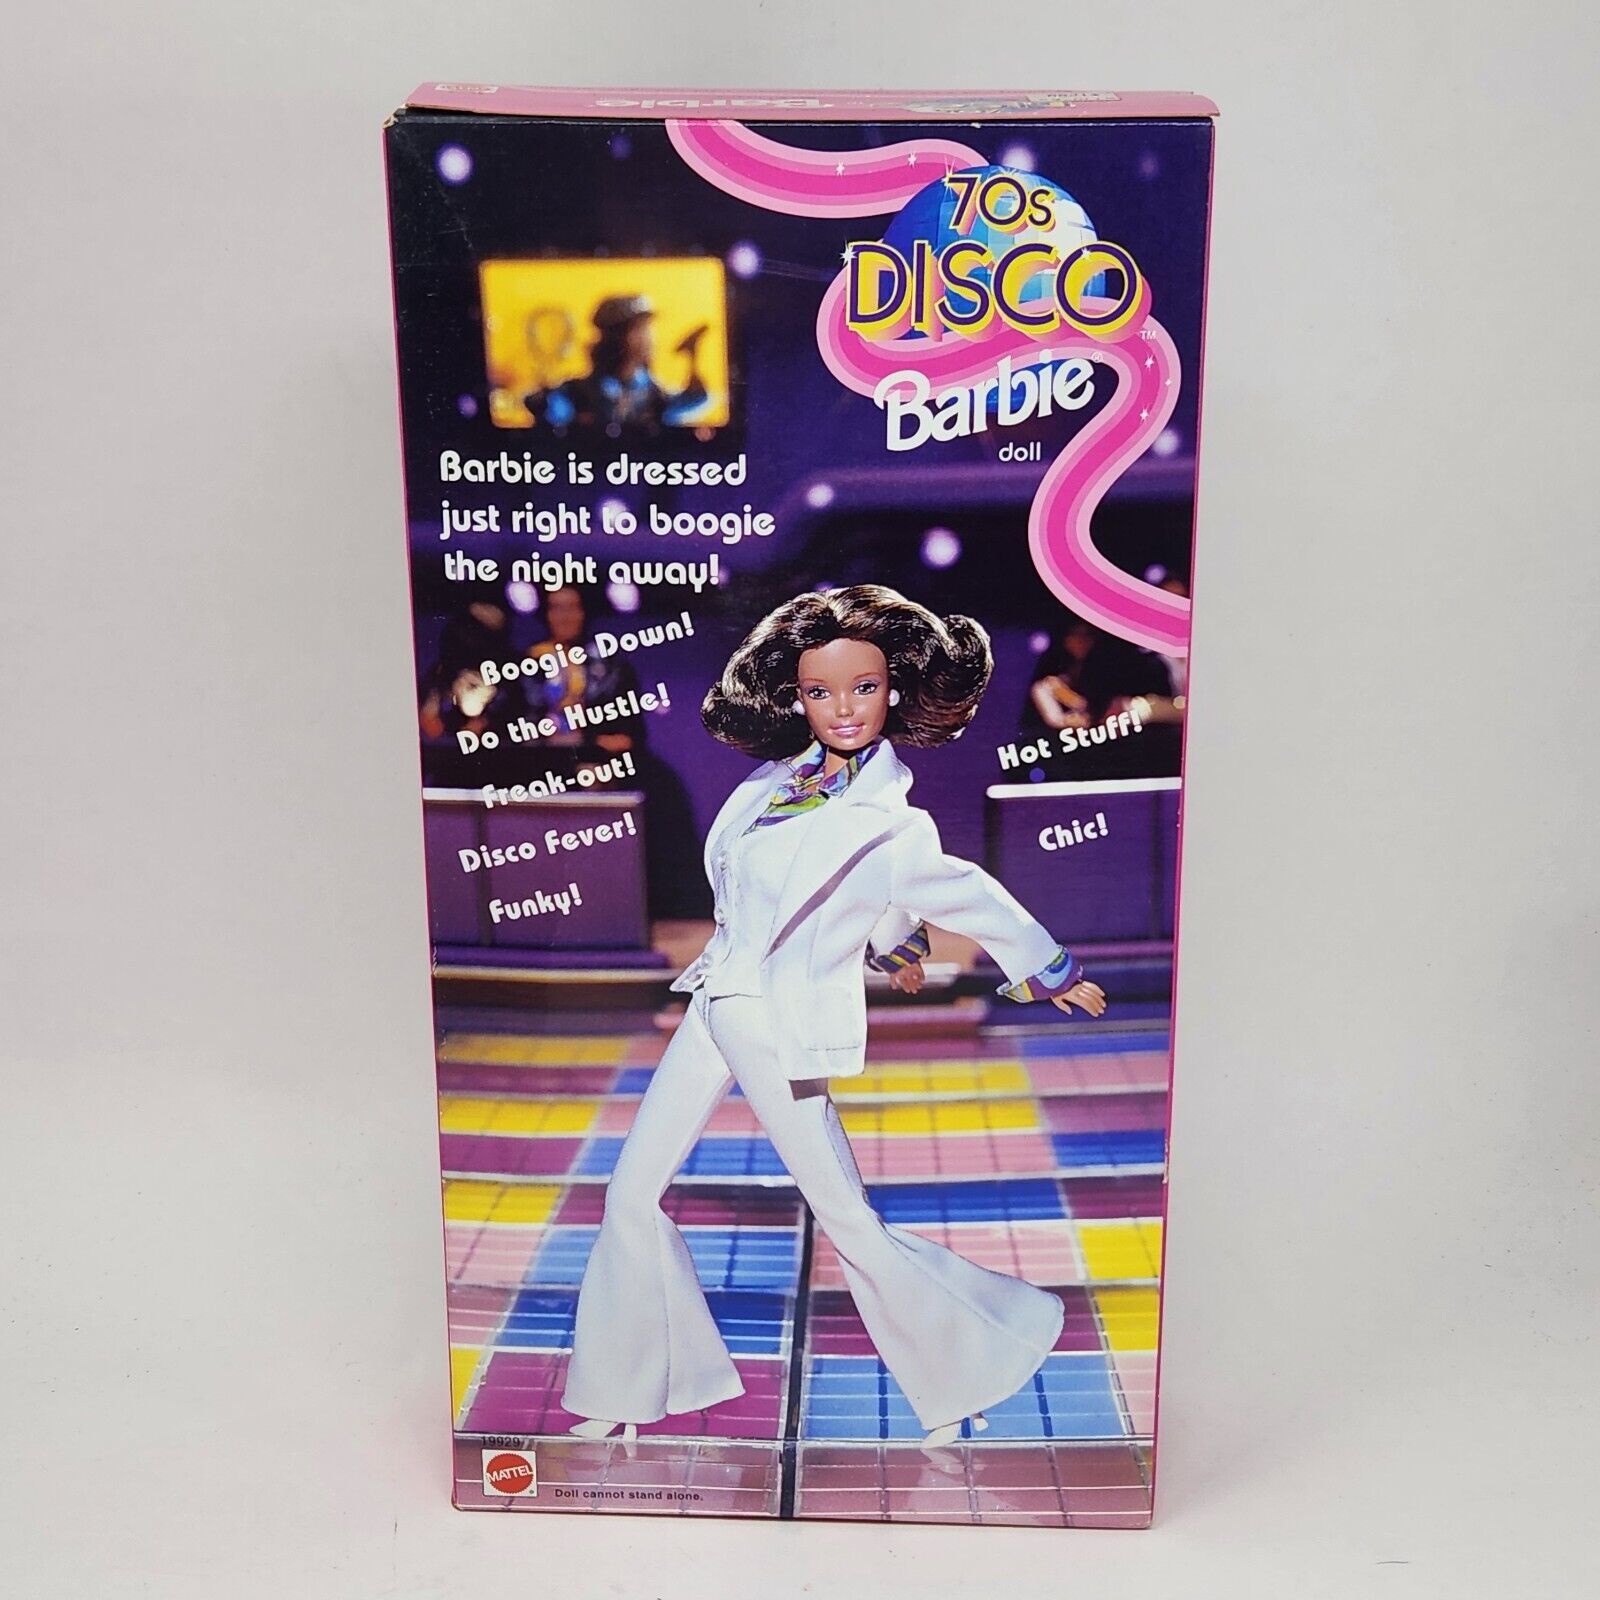 Barbie
70s
DISCO™
Barbie®
doll
Barbie is dressed
just right to boogie
the night away!
Boogie Down!
Do the Hustle!
Freak-out!
Disco Fever!
Funky!
Hot Stuff!
Chic!
19929
MATTEL®
Doll cannot stand alone.